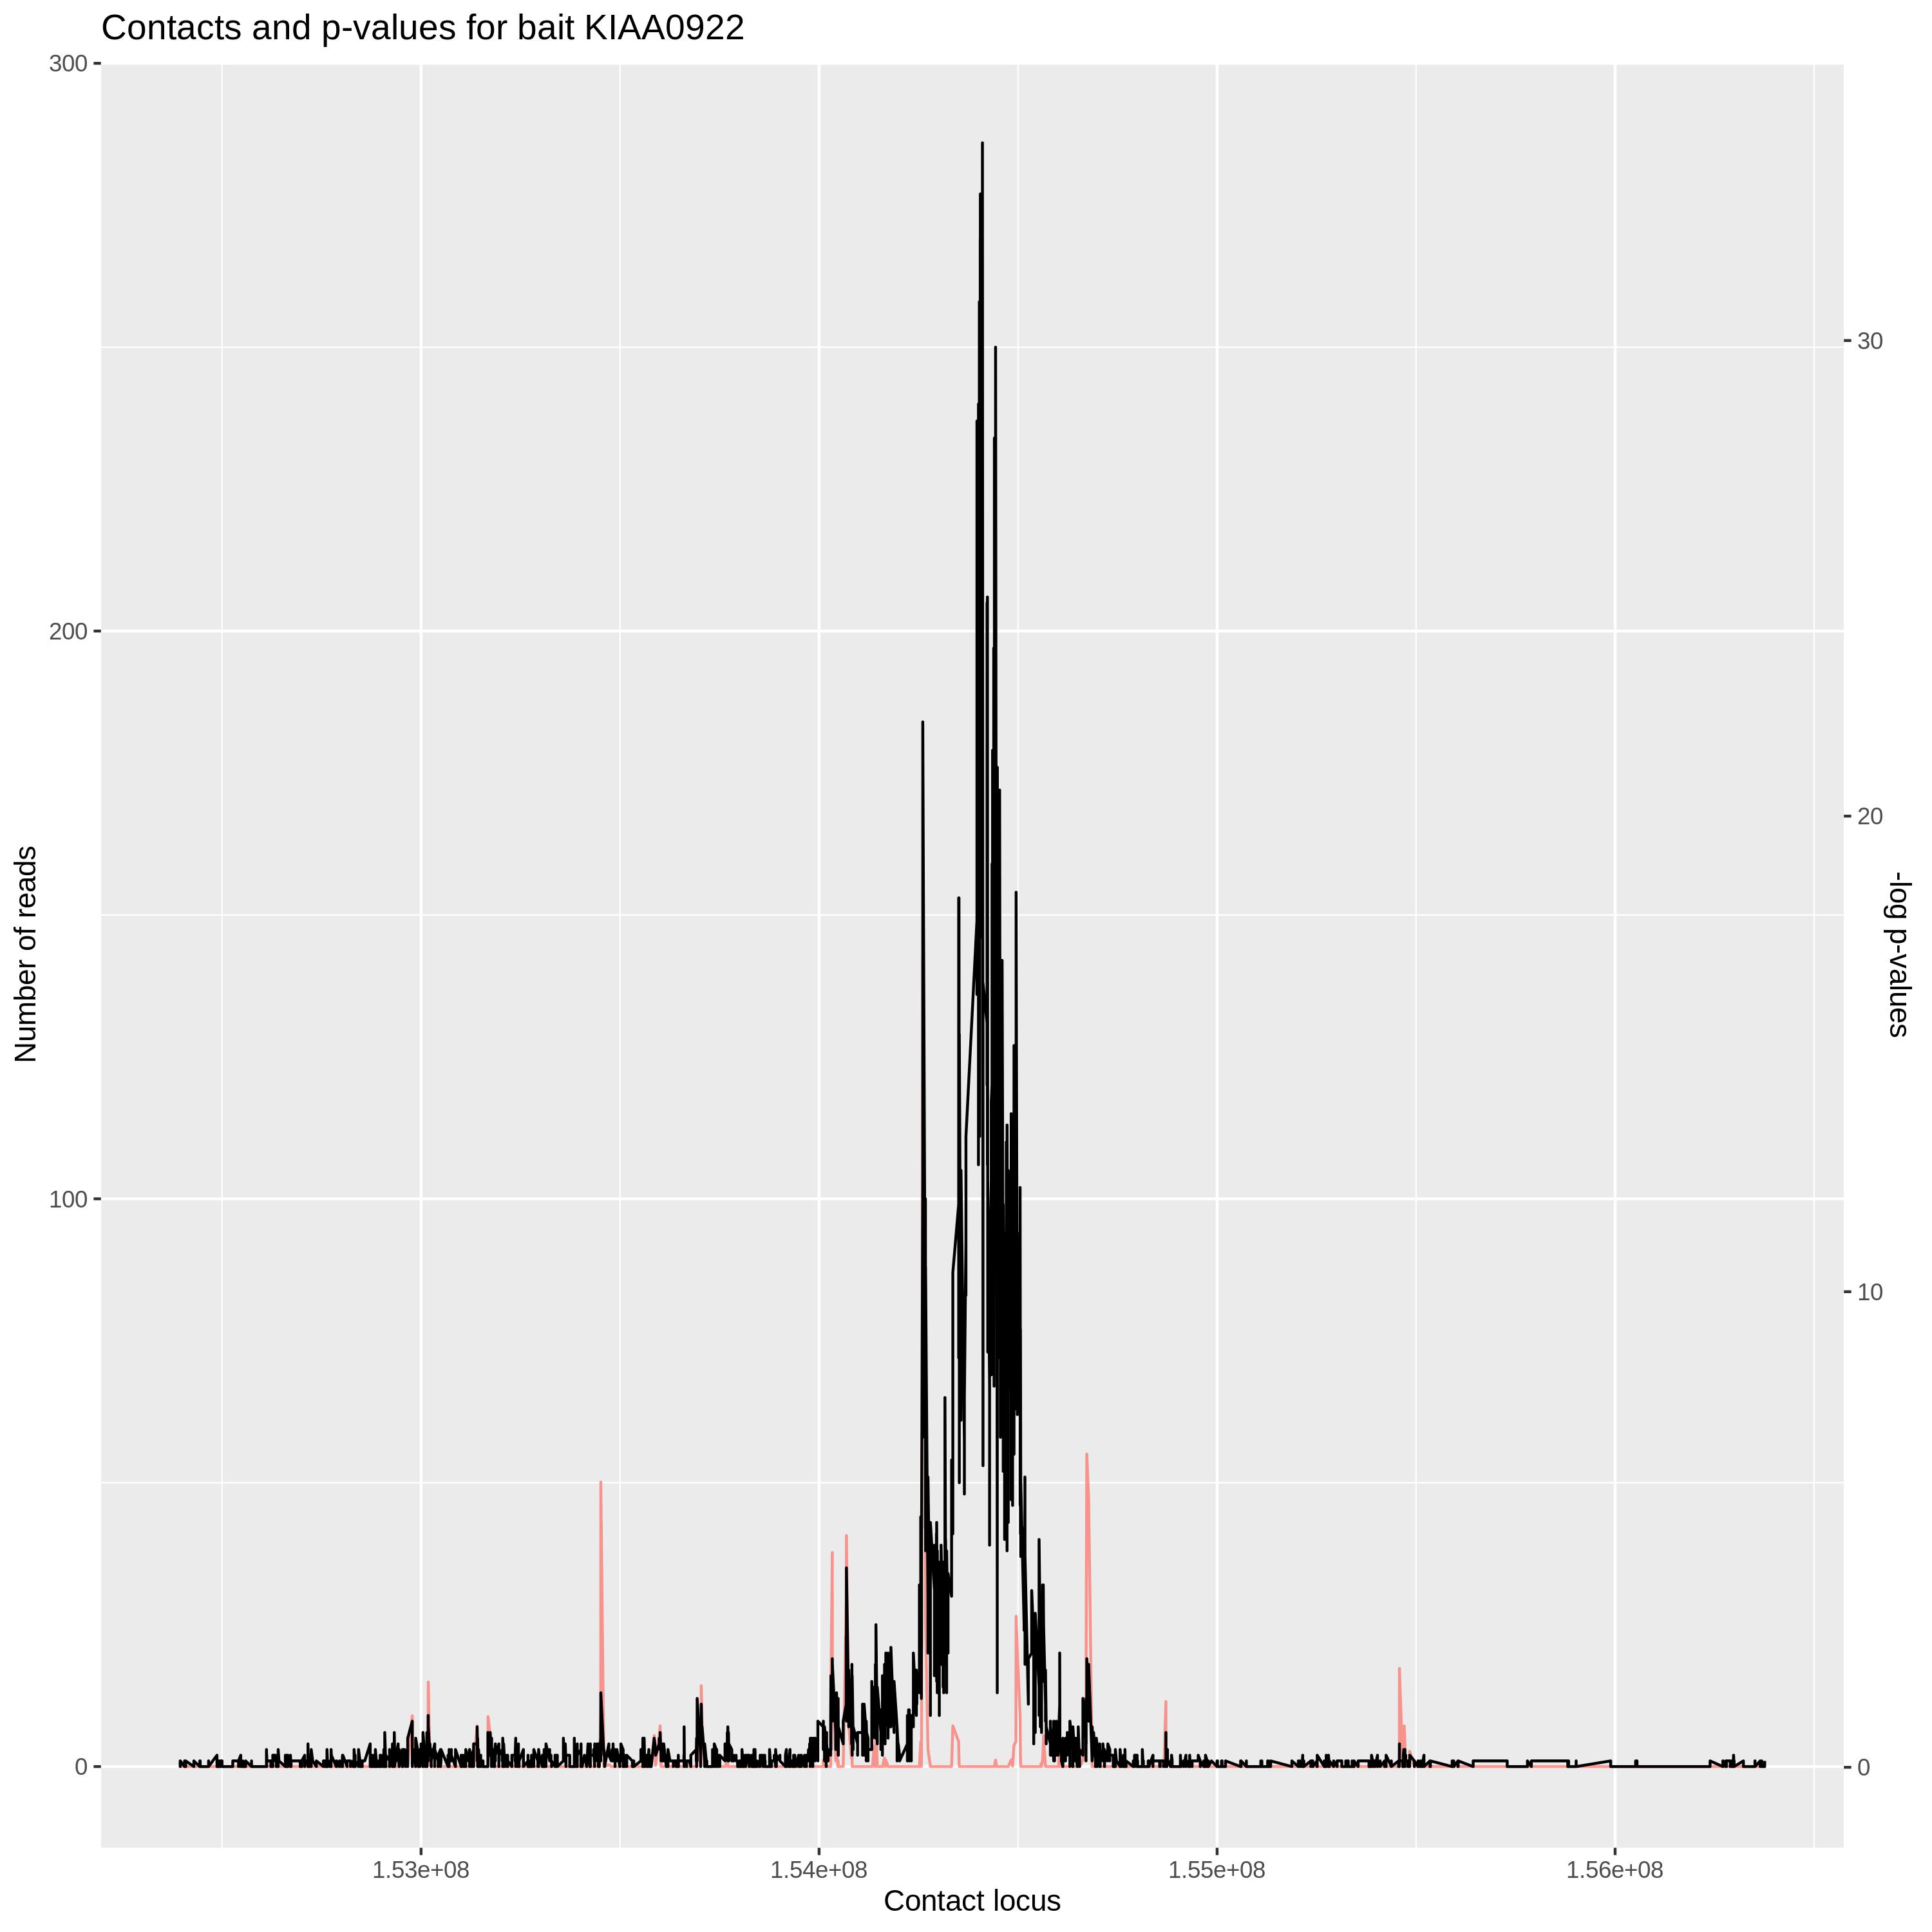 Contacts and p-values for bait KIAA0922
300
200
100
0
Number of reads
30
20
10
0
-log p-values
1.53e+08
1.54e+08
1.55e+08
1.56e+08
Contact locus